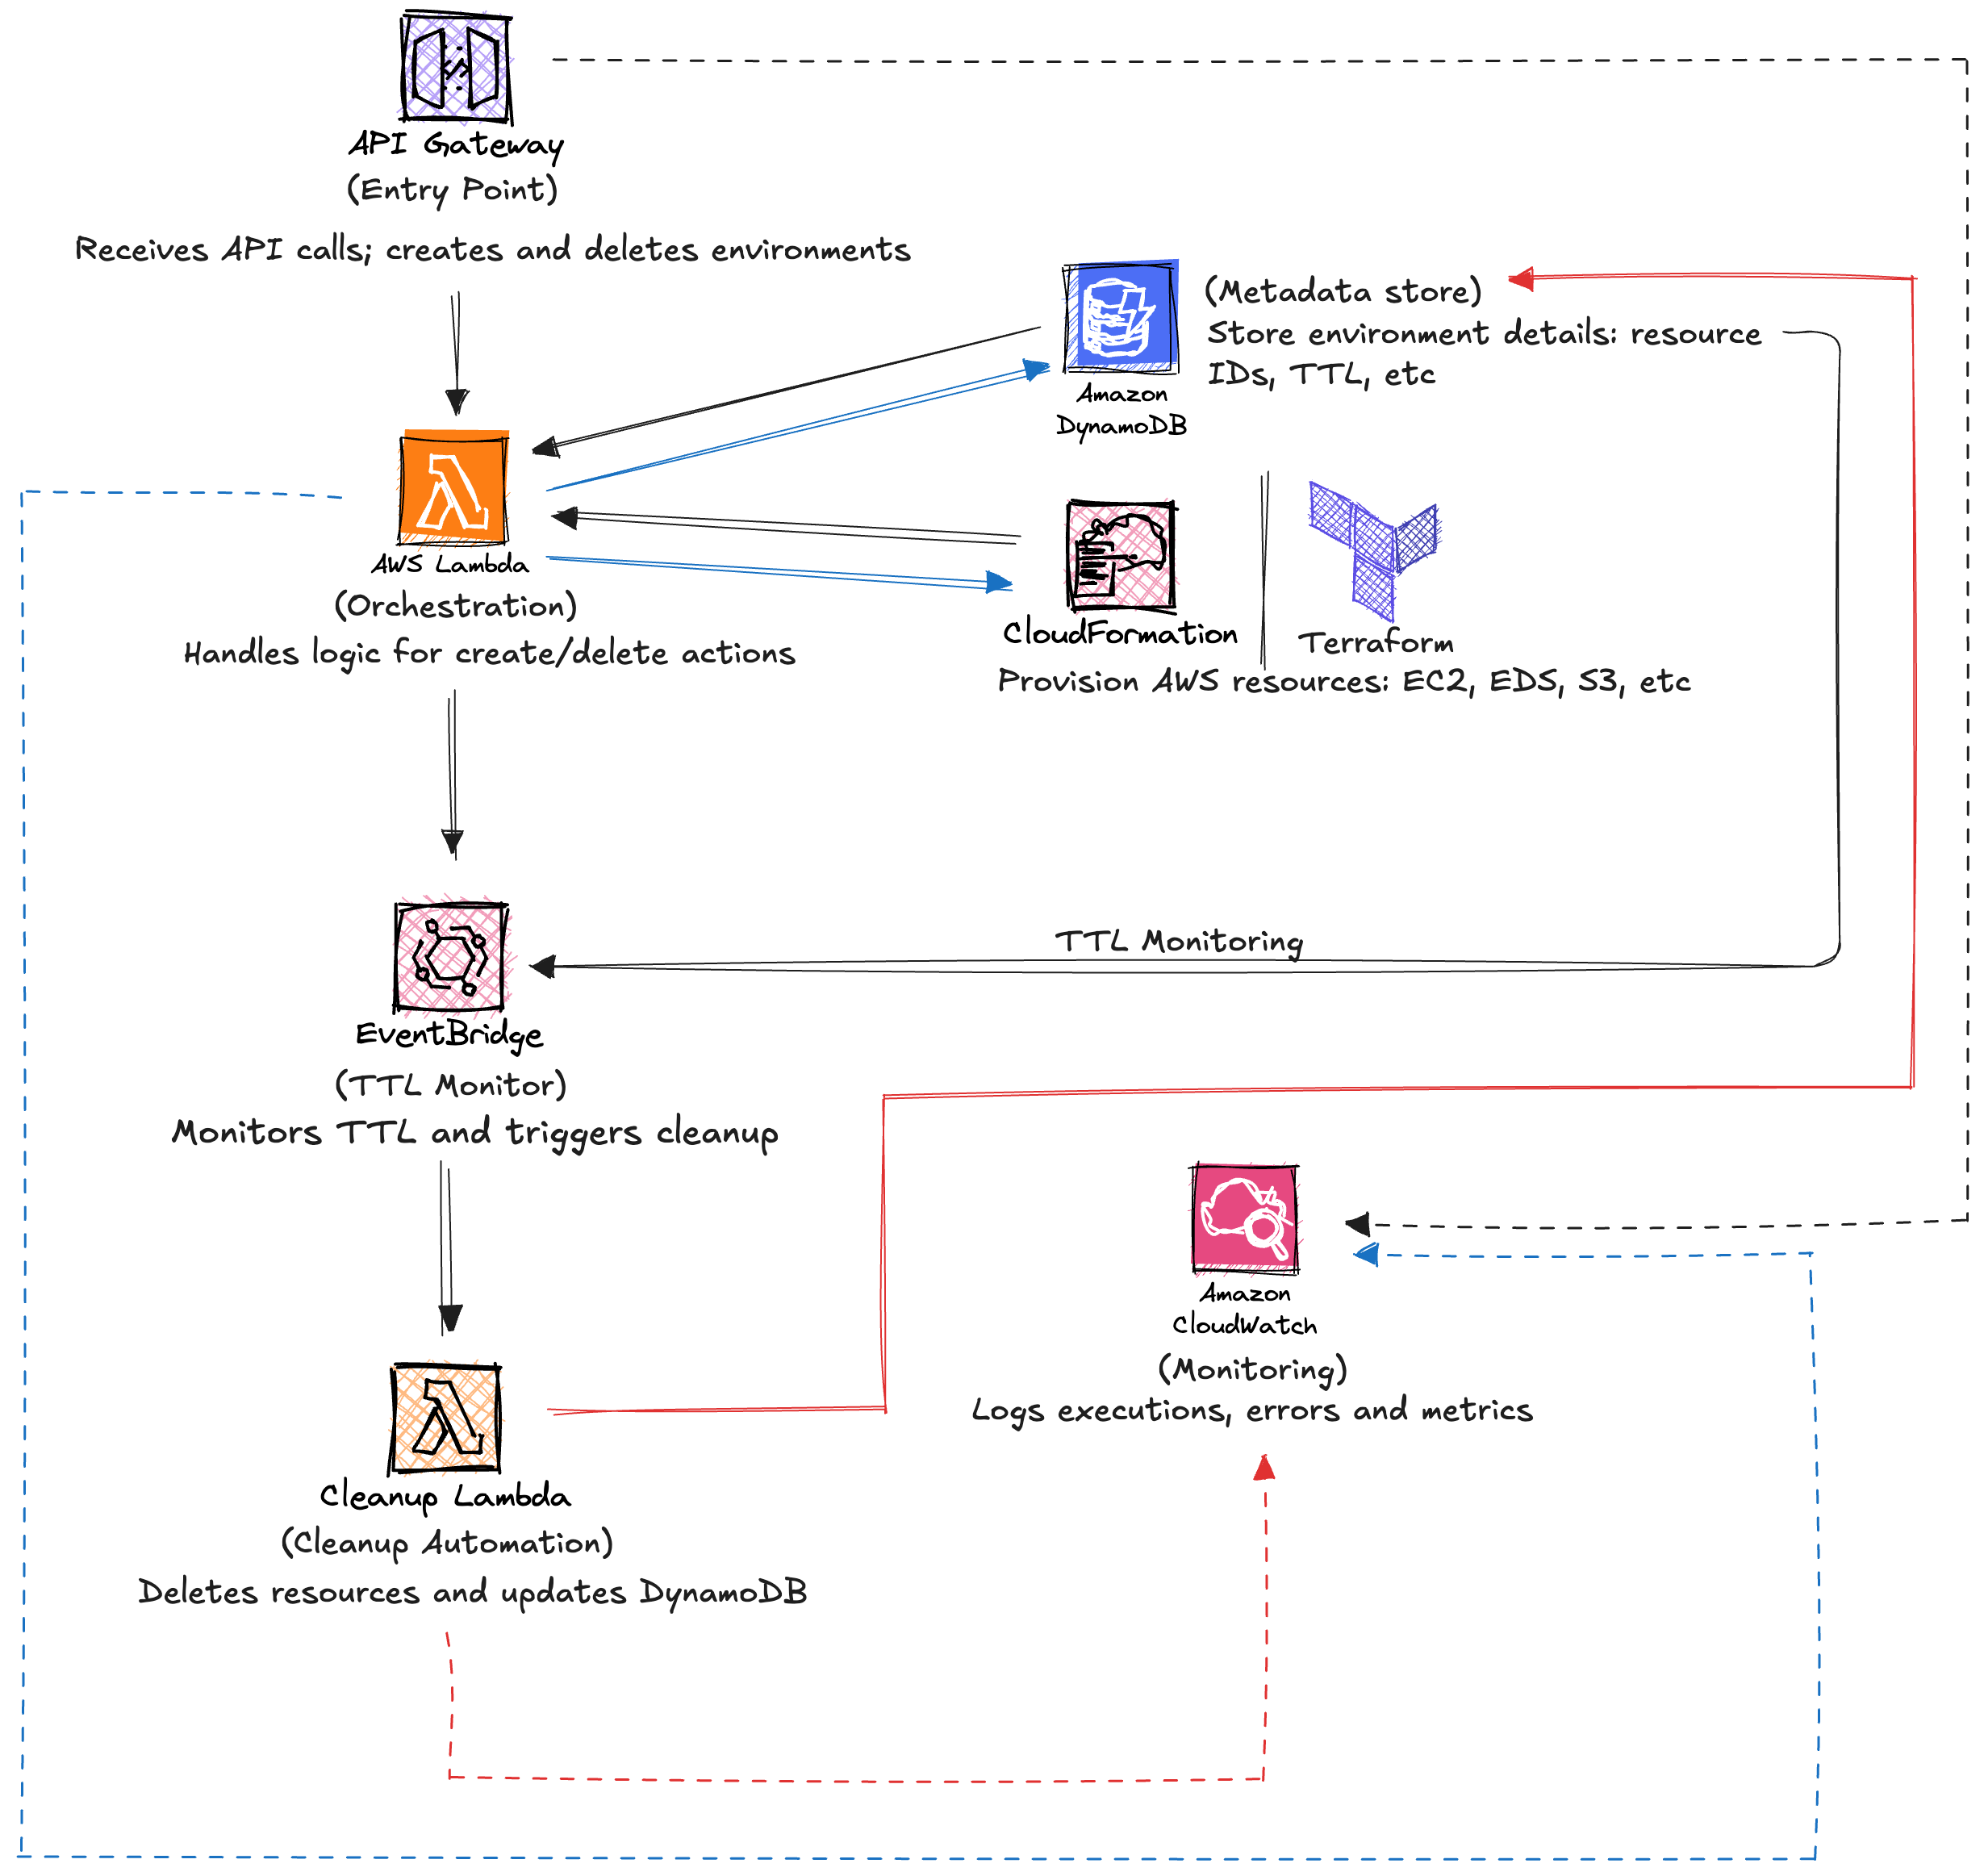 API Gateway
(Entry Point)
Receives API calls; creates and deletes environments
(Metadata store)
Store environment details: resource
IDs, TTL, etc
Amazon
DynamoDB
AWS Lambda
(Orchestration)
Handles logic for create/delete actions
CloudFormation
Terraform
Provision AWS resources: EC2, EDS, S3, etc
TTL Monitoring
EventBridge
(TTL Monitor)
Monitors TTL and triggers cleanup
Amazon
CloudWatch
(Monitoring)
Logs executions, errors and metrics
Cleanup Lambda
(Cleanup Automation)
Deletes resources and updates DynamoDB